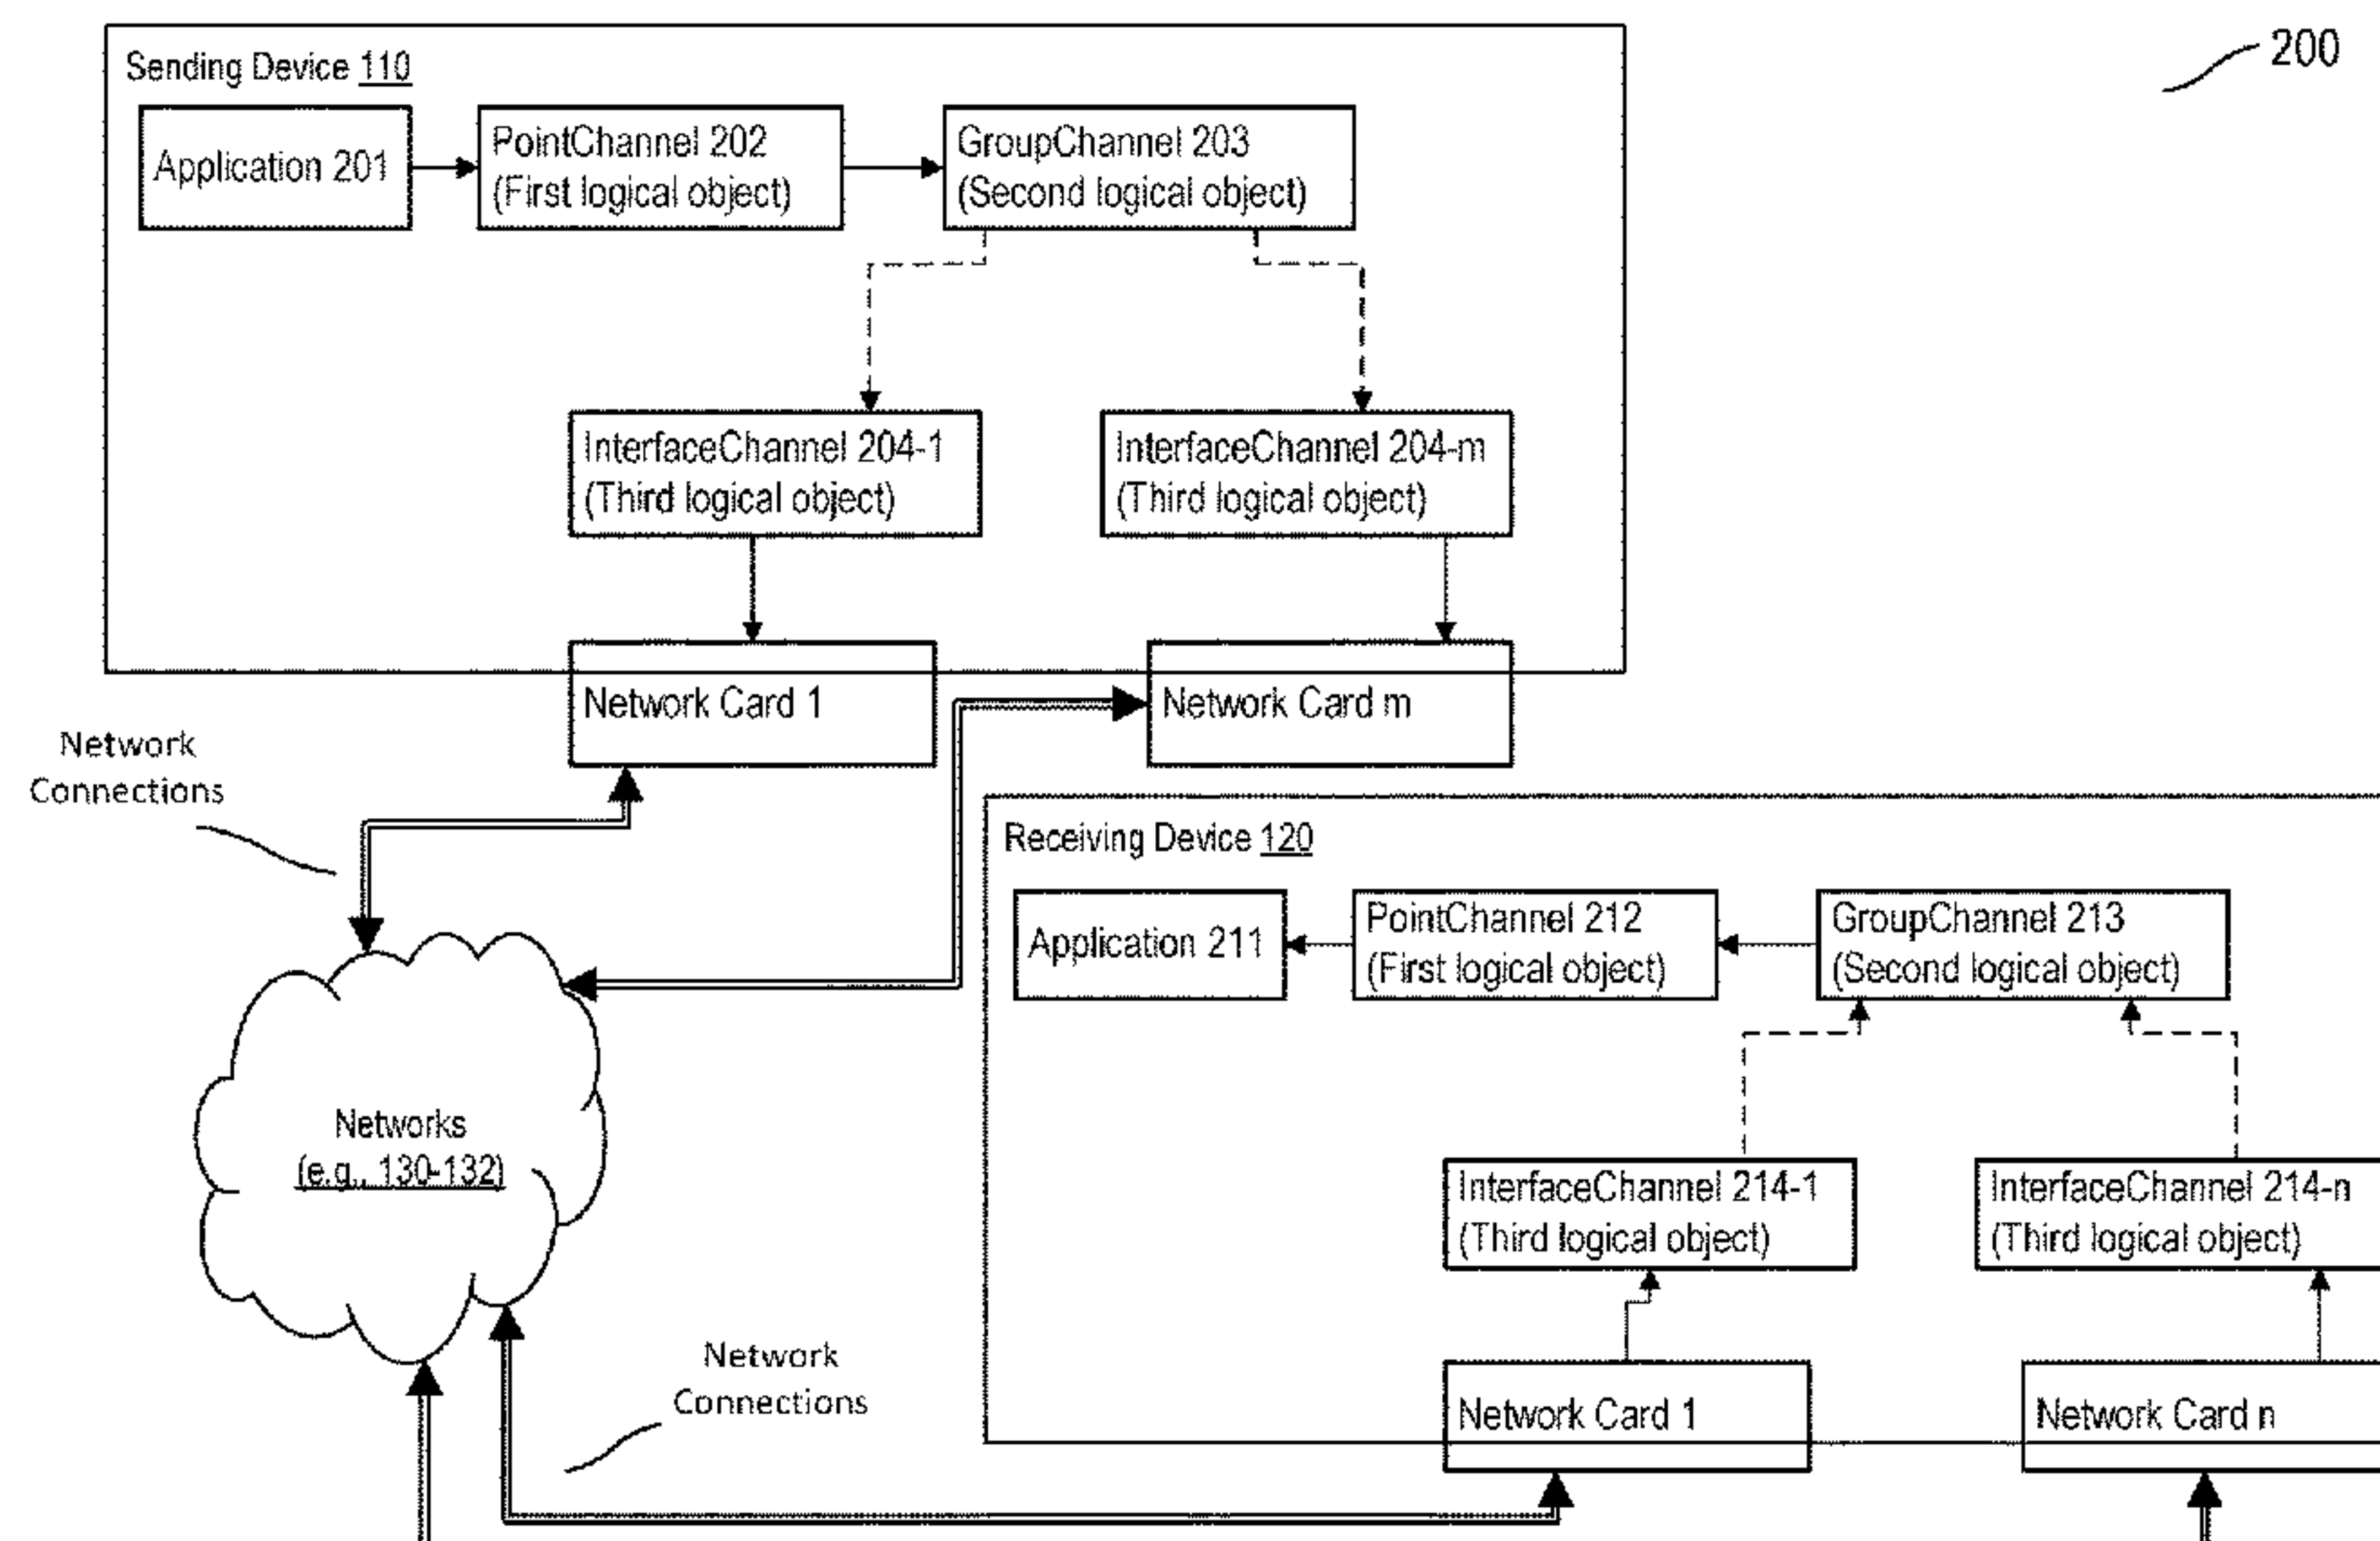 200
Sending Device 110
Application 201
PointChannel 202
(First logical object)
GroupChannel 203
(Second logical object)
InterfaceChannel 204-1
(Third logical object)
InterfaceChannel 204-m
(Third logical object)
Network Card 1
Network Card m
Network
Connections
Receiving Device 120
Application 211
PointChannel 212
(First logical object)
GroupChannel 213
(Second logical object)
Networks
(e.g., 130-132)
InterfaceChannel 214-1
(Third logical object)
InterfaceChannel 214-n
(Third logical object)
Network
Connections
Network Card 1
Network Card n